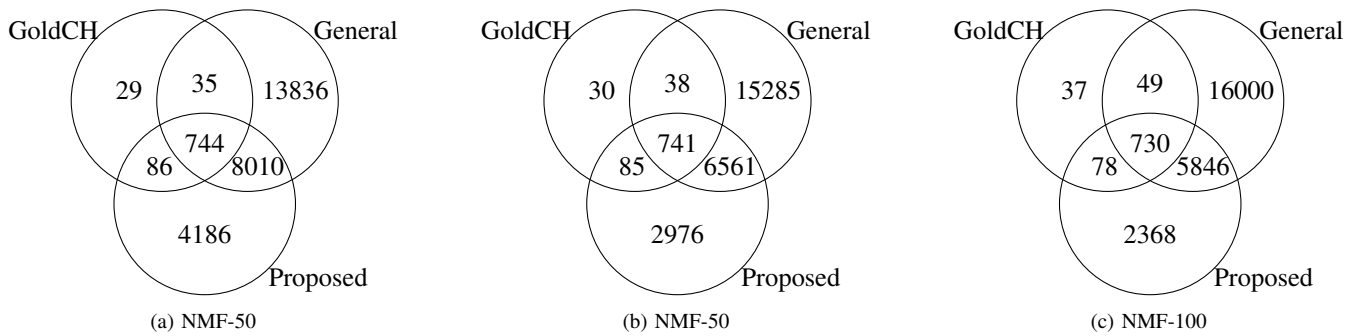 GoldCH General
29 35 13836
744
86 8010
4186
Proposed
(a) NMF-50
GoldCH General
30 38 15285
741
85 6561
2976
Proposed
(b) NMF-50
GoldCH General
37 49 16000
730
78 5846
2368
Proposed
(c) NMF-100